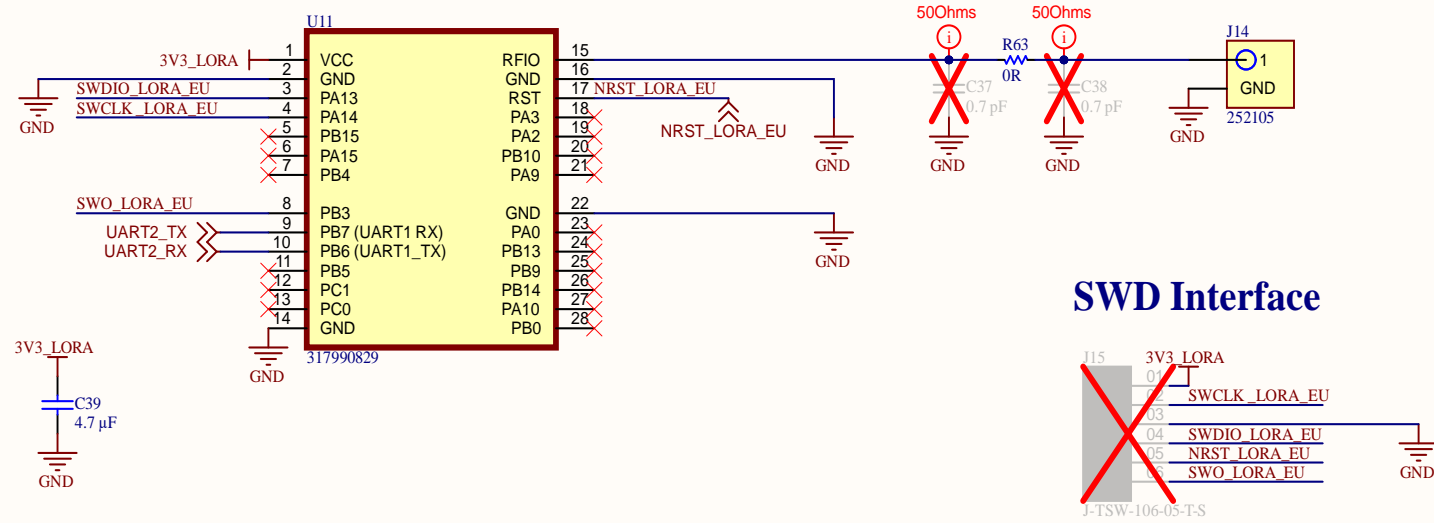 50Ohms
50Ohms
U11
J14
1
VCC
RFIO
15
3V3_LORA
R63
0R
1
2
GND
GND
16
GND
SWDIO_LORA_EU
3
PA13
RST
17
NRST_LORA_EU
C37
0.7 pF
C38
0.7 pF
252105
SWCLK_LORA_EU
4
PA14
PA3
18
GND
5
PB15
PA2
19
NRST_LORA_EU
GND
6
PA15
PB10
20
7
PB4
PA9
21
GND
GND
GND
SWO_LORA_EU
8
PB3
GND
22
UART2_TX
9
PB7 (UART1 RX)
PA0
23
UART2_RX
10
PB6 (UART1_TX)
PB13
24
GND
11
PB5
PB9
25
12
PC1
PB14
26
13
PC0
PA10
27
14
GND
PB0
28
SWD Interface
GND
317990829
3V3_LORA
C39
4.7 µF
GND
J15
3V3_LORA
01
02
SWCLK _LORA_EU
03
04
SWDIO_LORA_EU
05
NRST_LORA_EU
SWO_LORA_EU
GND
J-TSW-106-05-T-S